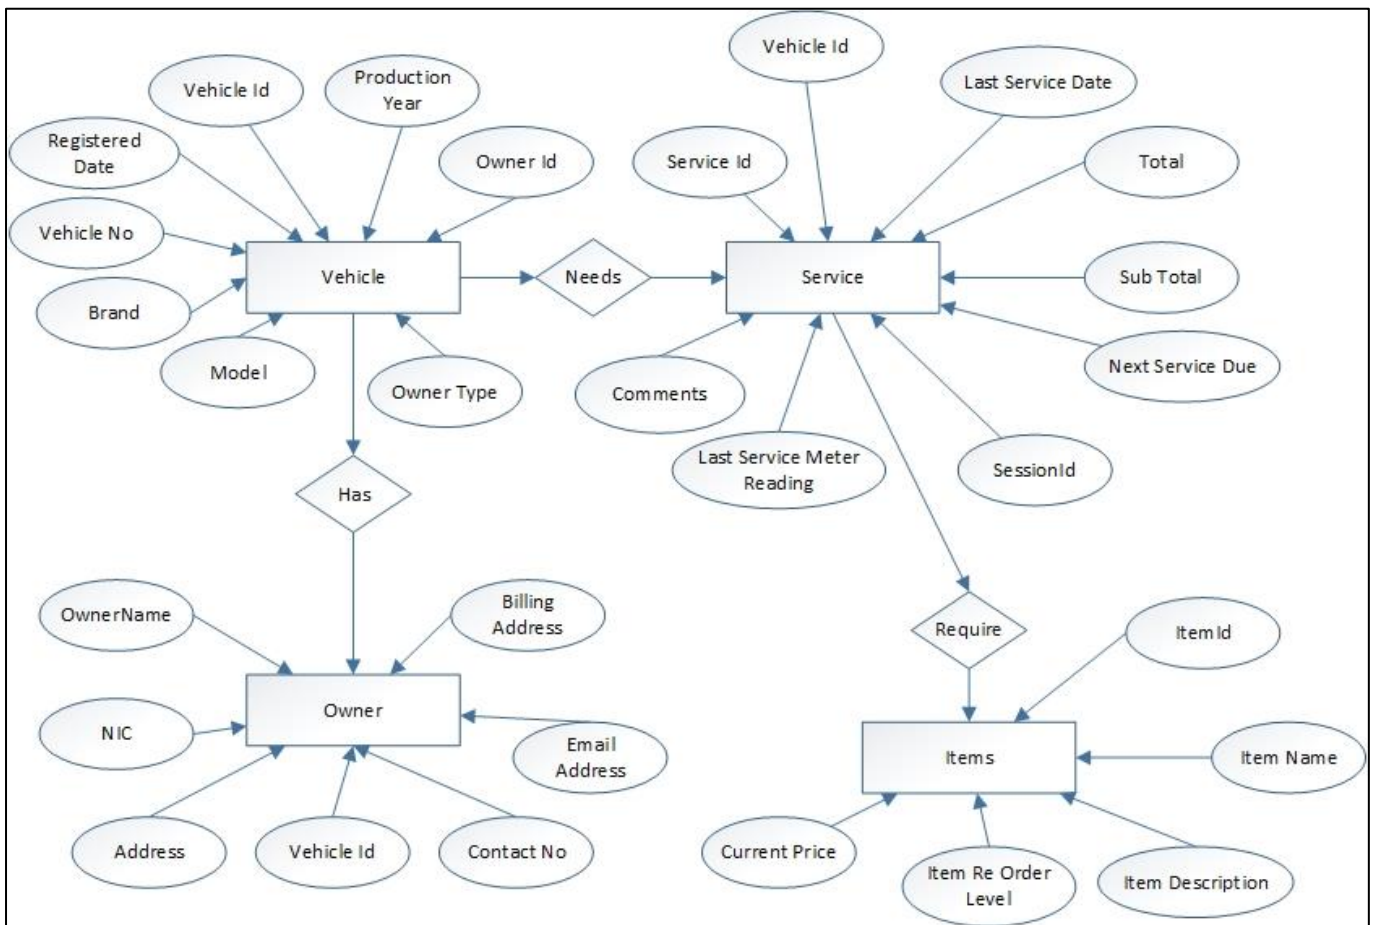 Vehicle Id
Vehicle Id
Production
Year
Last Service Date
Registered
Date
Owner Id
Service Id
Total
Vehicle No
Vehicle
Needs
Service
Sub Total
Brand
Model
Owner Type
Comments
Next Service Due
Last Service Meter
Reading
SessionId
Has
OwnerName
Billing
Address
Require
ItemId
Owner
NIC
Email
Address
Items
Item Name
Address
Vehicle Id
Contact No
Current Price
Item Re Order
Level
Item Description